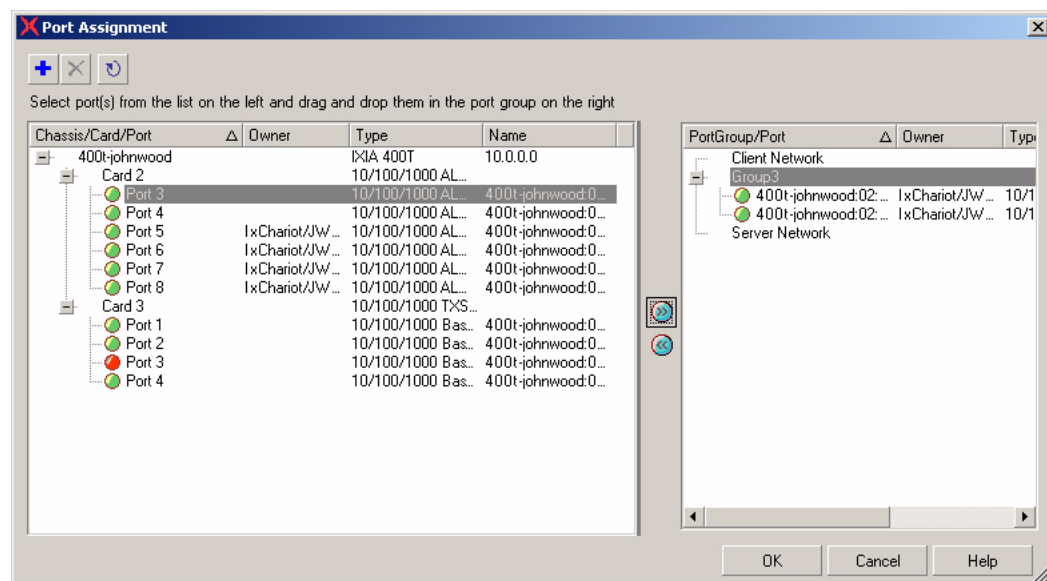 Port Assignment
Select port(s) from the list on the left and drag and drop them in the port group on the right
Chassis/Card/Port Owner Type Name
400t-johnwood IXIA 400T 10.0.0.0
Card 2 10/100/1000 AL...
Port 3 10/100/1000 AL... 400t-johnwood:0...
Port 4 10/100/1000 AL... 400t-johnwood:0...
Port 5 IxChariot/JW... 10/100/1000 AL... 400t-johnwood:0...
Port 6 IxChariot/JW... 10/100/1000 AL... 400t-johnwood:0...
Port 7 IxChariot/JW... 10/100/1000 AL... 400t-johnwood:0...
Port 8 IxChariot/JW... 10/100/1000 AL... 400t-johnwood:0...
Card 3 10/100/1000 TXS...
Port 1 10/100/1000 Bas... 400t-johnwood:0...
Port 2 10/100/1000 Bas... 400t-johnwood:0...
Port 3 10/100/1000 Bas... 400t-johnwood:0...
Port 4 10/100/1000 Bas... 400t-johnwood:0...
PortGroup/Port Owner Type
Client Network
Group3
400t-johnwood:02:... IxChariot/JW... 10/1
400t-johnwood:02:... IxChariot/JW... 10/1
Server Network
OK Cancel Help